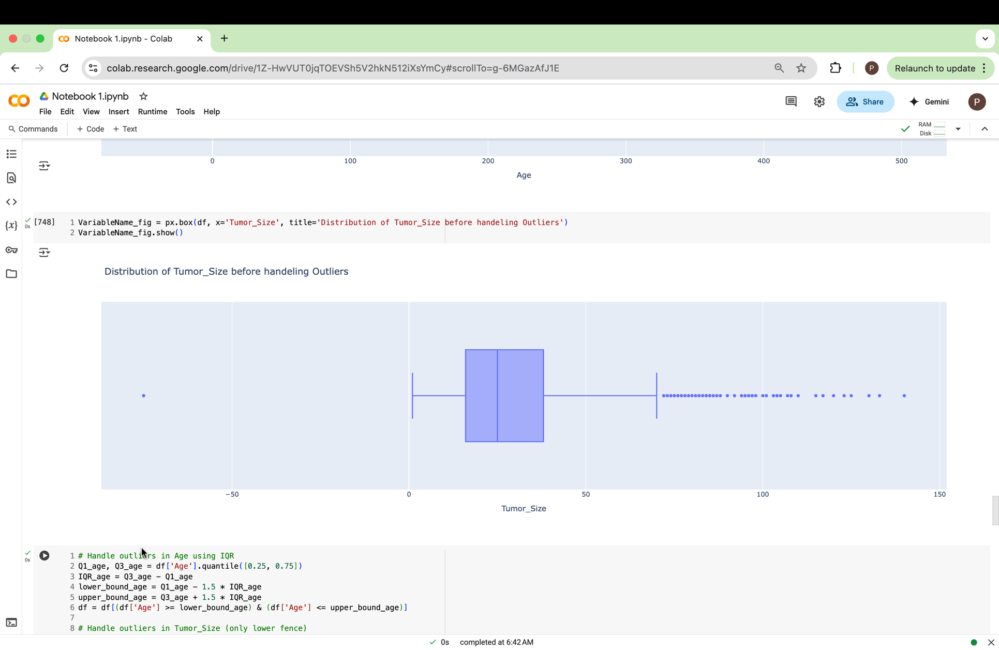 Notebook 1.ipynb - Colab
colab.research.google.com/drive/1Z-HwVUT0jqTOEVSh5V2hkN512iXsYmCy#scrollTo=g-6MGazAfJ1E
P
Relaunch to update
Notebook 1.ipynb
Share
Gemini
P
File Edit View Insert Runtime Tools Help
Commands + Code + Text
RAM
Disk
0 100 200 300 400 500
Age
{x}
0s
[748]
1 VariableName_fig = px.box(df, x='Tumor_Size', title='Distribution of Tumor_Size before handeling Outliers')
2 VariableName_fig.show()
Distribution of Tumor_Size before handeling Outliers
−50 0 50 100 150
Tumor_Size
0s
1 # Handle outliers in Age using IQR
2 Q1_age, Q3_age = df['Age'].quantile([0.25, 0.75])
3 IQR_age = Q3_age - Q1_age
4 lower_bound_age = Q1_age - 1.5 * IQR_age
5 upper_bound_age = Q3_age + 1.5 * IQR_age
6 df = df[(df['Age'] >= lower_bound_age) & (df['Age'] <= upper_bound_age)]
7
8 # Handle outliers in Tumor_Size (only lower fence)
0s completed at 6:42 AM